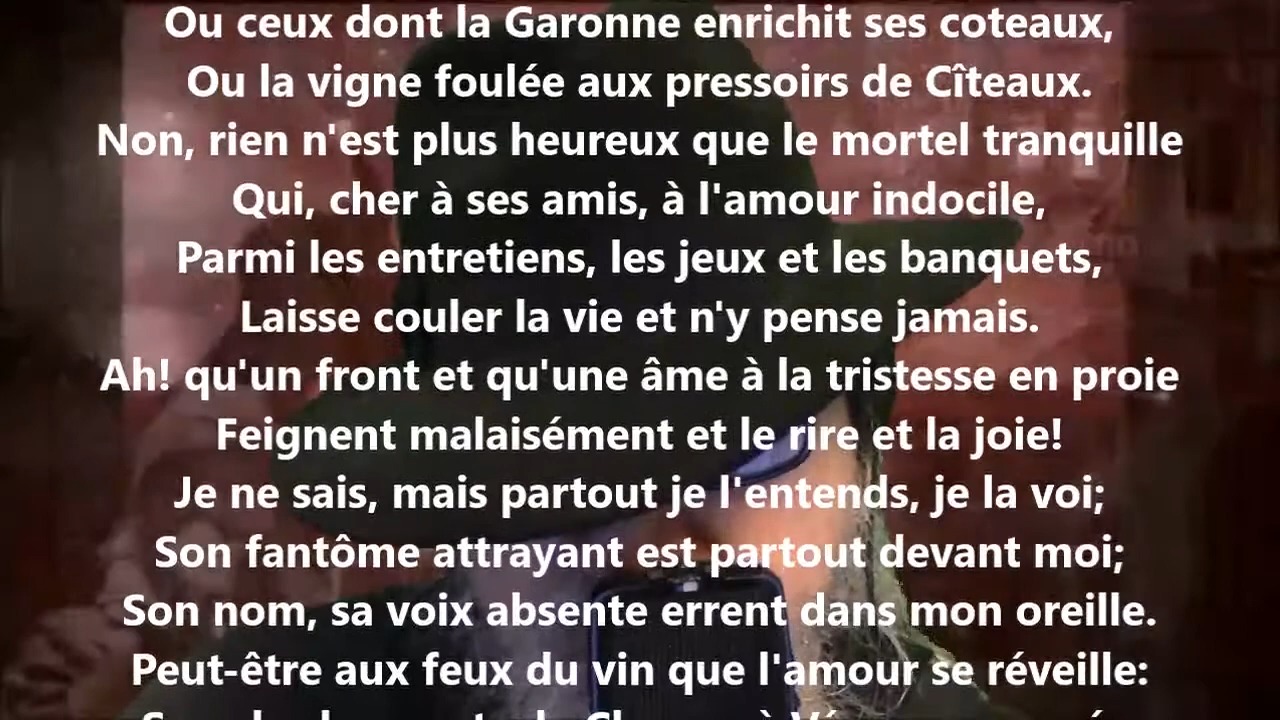 Ou ceux dont la Garonne enrichit ses coteaux,
Ou la vigne foulée aux pressoirs de Cîteaux.
Non, rien n'est plus heureux que le mortel tranquille
Qui, cher à ses amis, à l'amour indocile,
Parmi les entretiens, les jeux et les banquets,
Laisse couler la vie et n'y pense jamais.
Ah! qu'un front et qu'une âme à la tristesse en proie
Feignent malaisément et le rire et la joie!
Je ne sais, mais partout je l'entends, je la voi;
Son fantôme attrayant est partout devant moi;
Son nom, sa voix absente errent dans mon oreille.
Peut-être aux feux du vin que l'amour se réveille: